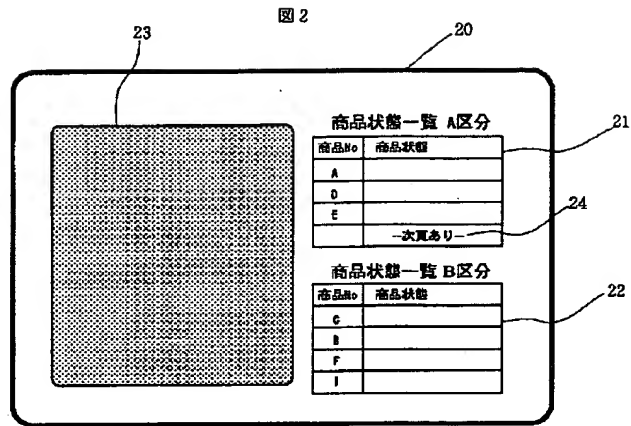 図2
23
20
商品状態一覧 A区分
21
商品No 商品状態
A
D
E
24
—次頁あり—
商品状態一覧 B区分
商品No 商品状態
22
C
B
F
I